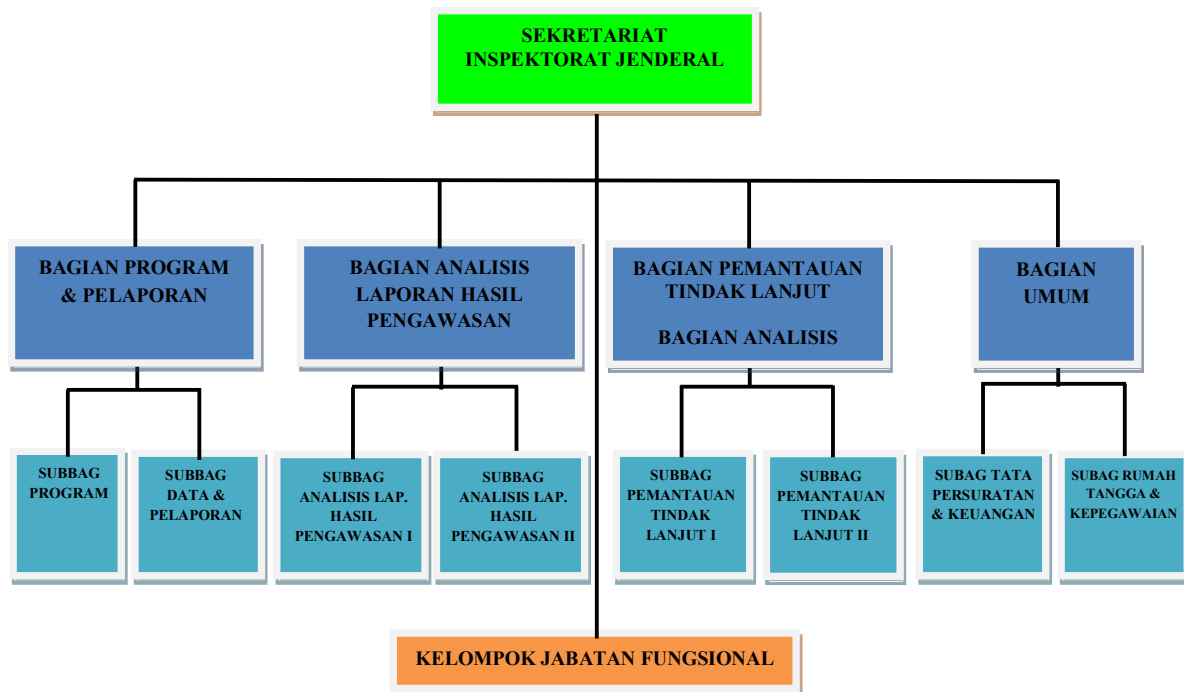 SEKRETARIAT
INSPEKTORAT JENDERAL
BAGIAN PROGRAM
& PELAPORAN
BAGIAN ANALISIS
LAPORAN HASIL
PENGAWASAN
BAGIAN PEMANTAUAN
TINDAK LANJUT
BAGIAN ANALISIS
BAGIAN
UMUM
SUBBAG
PROGRAM
SUBBAG
DATA &
PELAPORAN
SUBBAG
ANALISIS LAP.
HASIL
PENGAWASAN I
SUBBAG
ANALISIS LAP.
HASIL
PENGAWASAN II
SUBBAG
PEMANTAUAN
TINDAK
LANJUT I
SUBBAG
PEMANTAUAN
TINDAK
LANJUT II
SUBAG TATA
PERSURATAN
& KEUANGAN
SUBAG RUMAH
TANGGA &
KEPEGAWAIAN
KELOMPOK JABATAN FUNGSIONAL